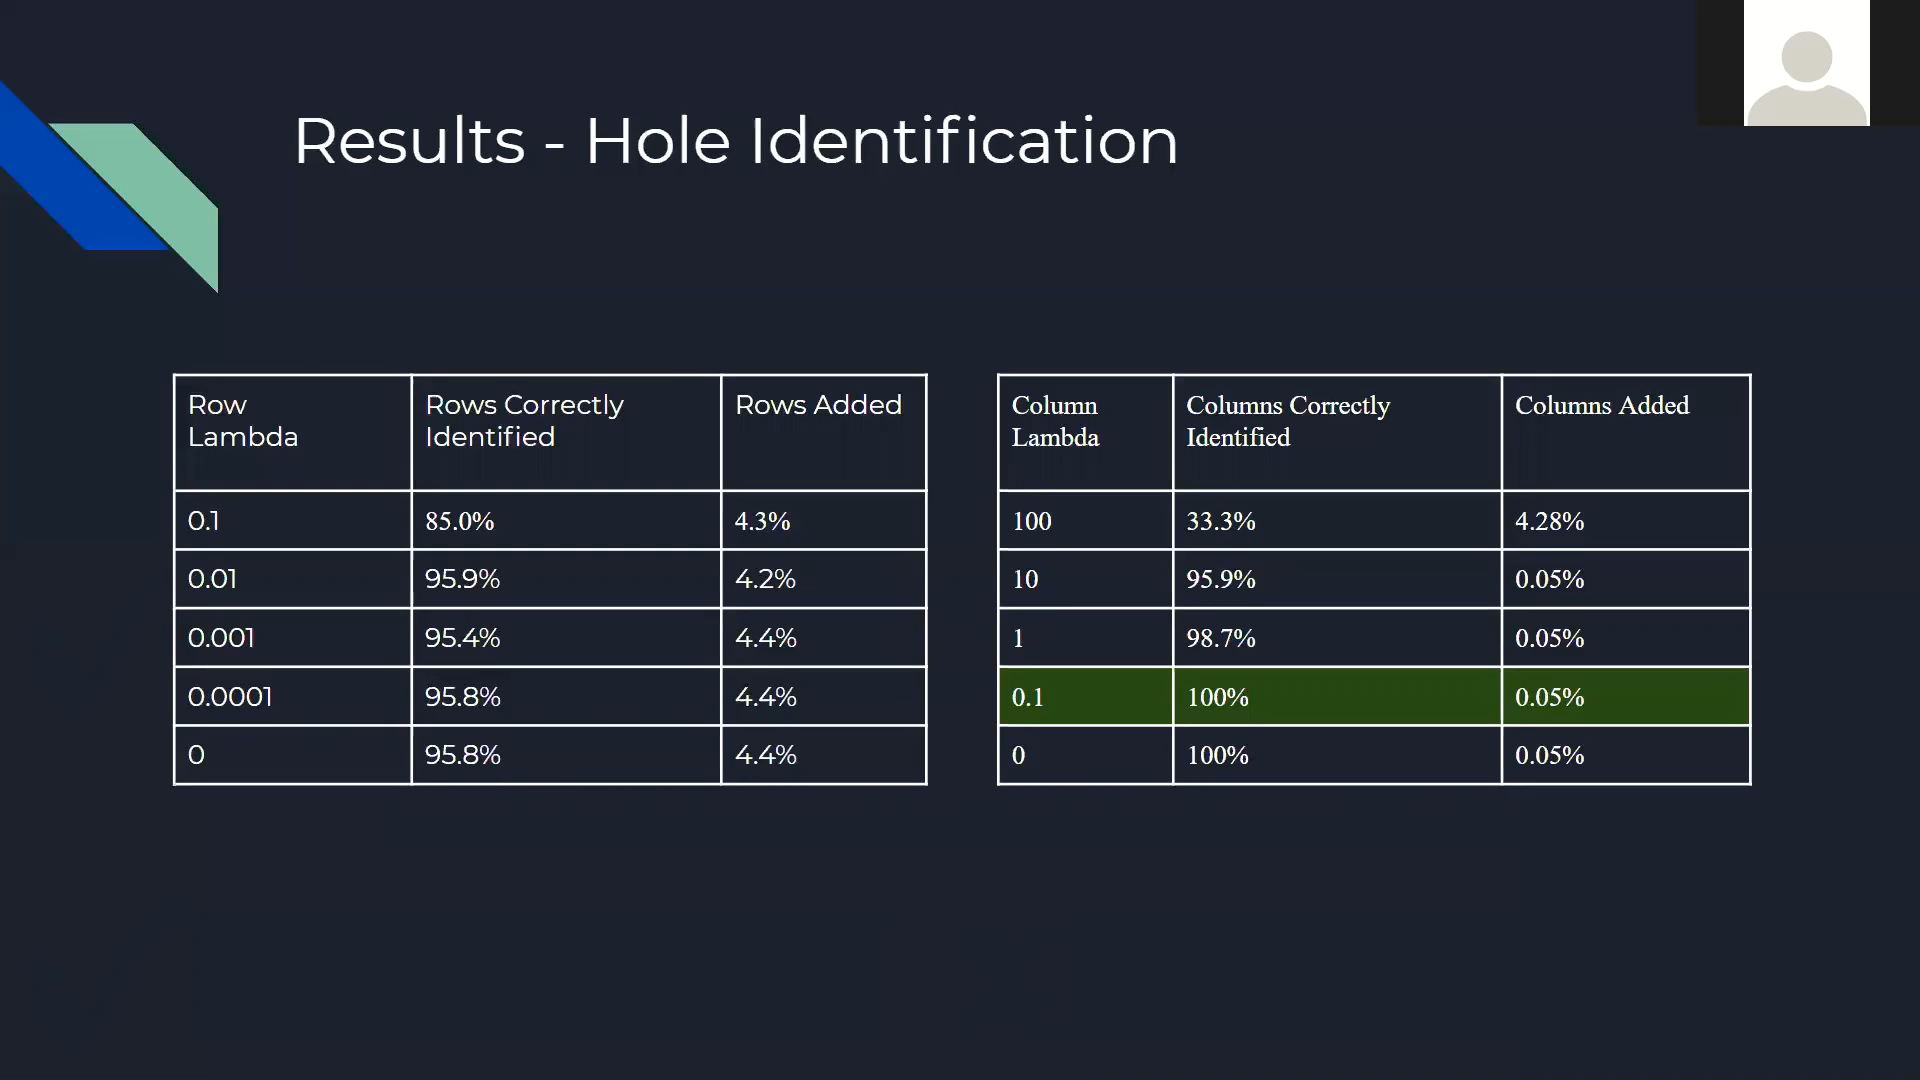 Results - Hole Identification
Row
Lambda
Rows Correctly
Identified
Rows Added
0.1
85.0%
4.3%
0.01
95.9%
4.2%
0.001
95.4%
4.4%
0.0001
95.8%
4.4%
0
95.8%
4.4%
Column
Lambda
Columns Correctly
Identified
Columns Added
100
33.3%
4.28%
10
95.9%
0.05%
1
98.7%
0.05%
0.1
100%
0.05%
0
100%
0.05%